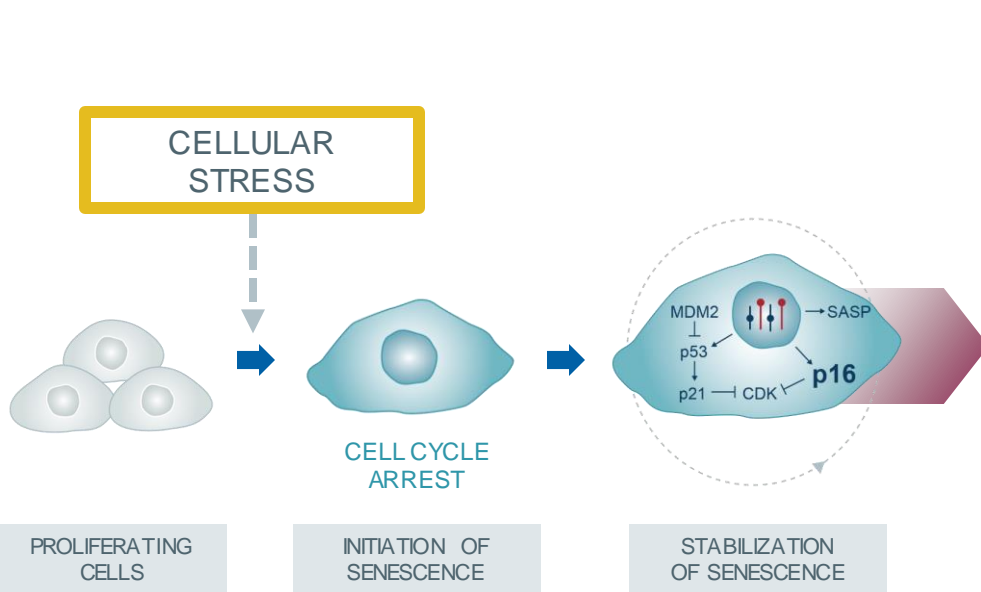 CELLULAR
STRESS
MDM2
SASP
p53
p16
p21
CDK
CELL CYCLE
ARREST
PROLIFERATING
CELLS
INITIATION OF
SENESCENCE
STABILIZATION
OF SENESCENCE